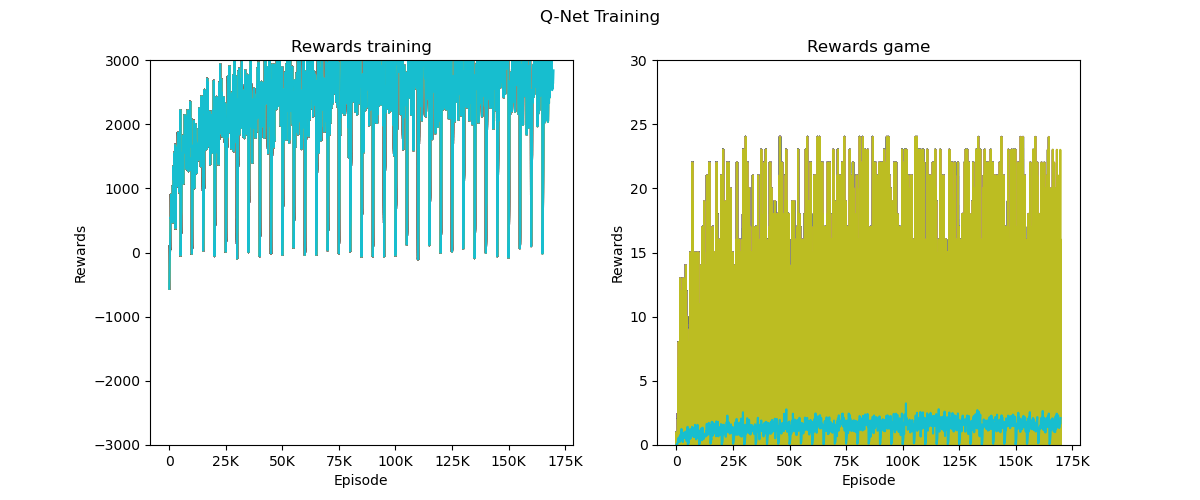 Q-Net Training
Rewards training
Rewards
3000
2000
1000
0
−1000
−2000
−3000
0 25K 50K 75K 100K 125K 150K 175K
Episode
Rewards game
Rewards
30
25
20
15
10
5
0
0 25K 50K 75K 100K 125K 150K 175K
Episode